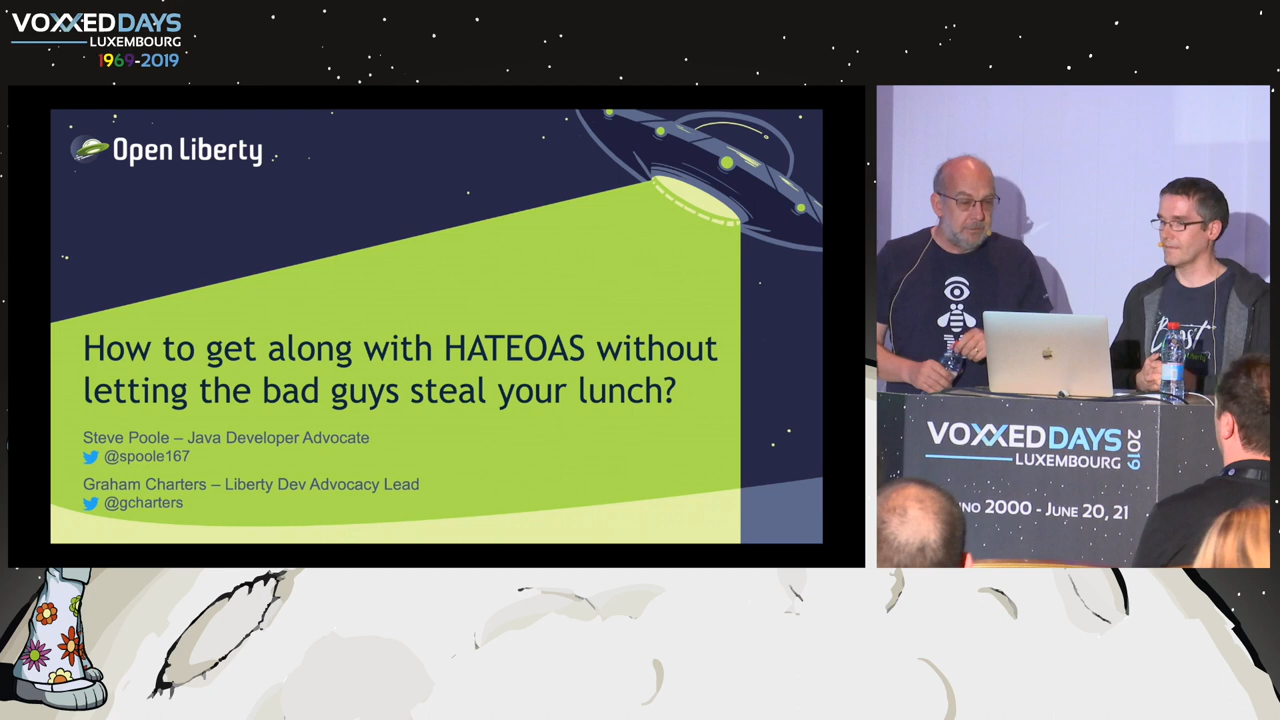 VOXXED DAYS
LUXEMBOURG
1969-2019
Open Liberty
How to get along with HATEOAS without
letting the bad guys steal your lunch?
Steve Poole – Java Developer Advocate
@spoole167
Graham Charters – Liberty Dev Advocacy Lead
@gcharters
VOXXED DAYS
2019
LUXEMBOURG
2000 - JUNE 20, 21